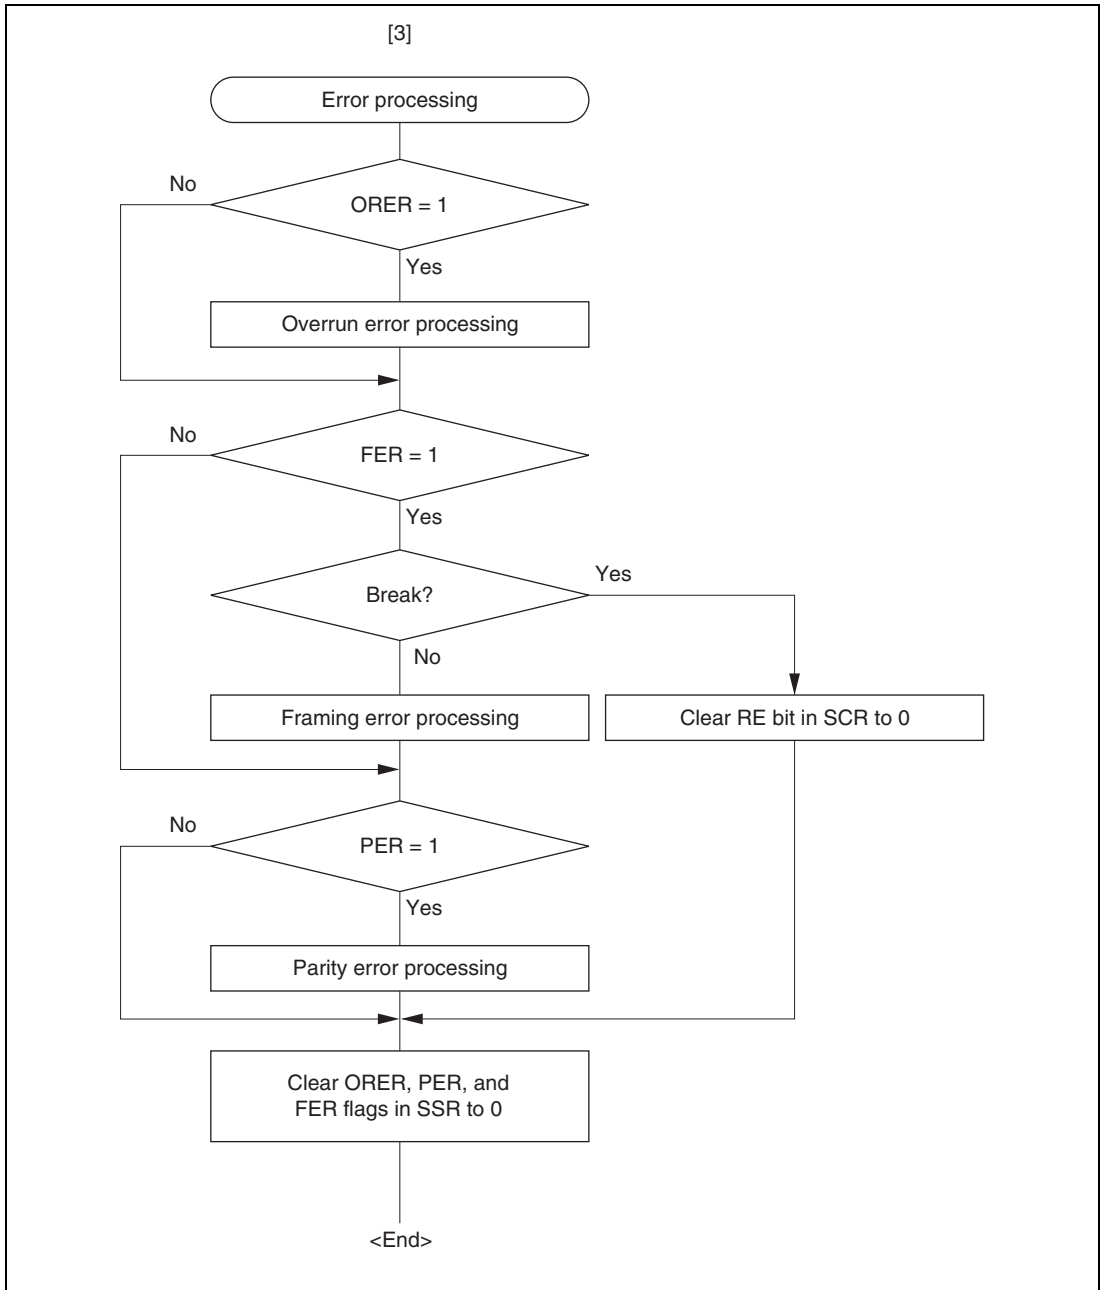 [3]
Error processing
No
ORER = 1
Yes
Overrun error processing
No
FER = 1
Yes
Break?
Yes
No
Framing error processing
Clear RE bit in SCR to 0
No
PER = 1
Yes
Parity error processing
Clear ORER, PER, and
FER flags in SSR to 0
<End>